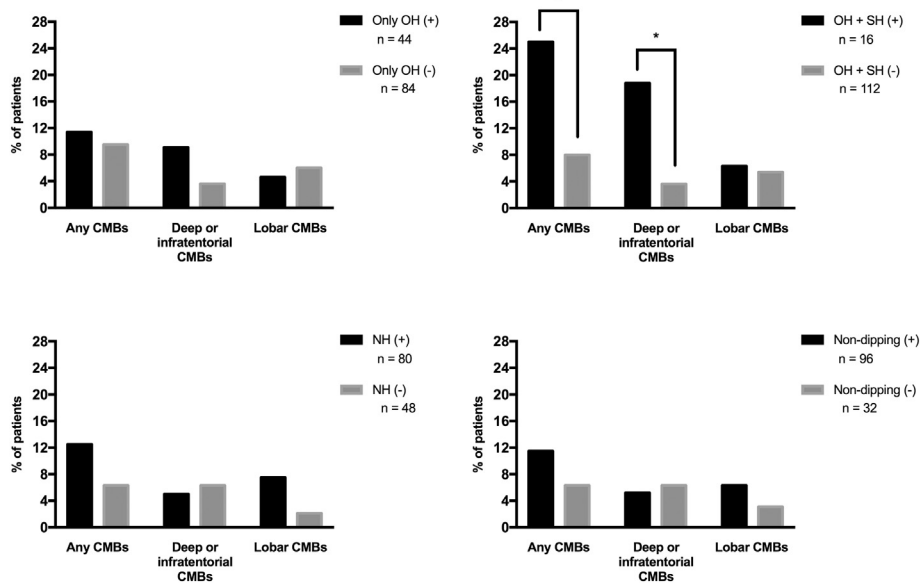 % of patients
28
24
20
16
12
8
4
0
Any CMBs
Deep or
infratentorial
CMBs
Lobar CMBs
Only OH (+)
n = 44
Only OH (-)
n = 84
% of patients
28
24
20
16
12
8
4
0
*
Any CMBs
Deep or
infratentorial
CMBs
Lobar CMBs
OH + SH (+)
n = 16
OH + SH (-)
n = 112
% of patients
28
24
20
16
12
8
4
0
Any CMBs
Deep or
infratentorial
CMBs
Lobar CMBs
NH (+)
n = 80
NH (-)
n = 48
% of patients
28
24
20
16
12
8
4
0
Any CMBs
Deep or
infratentorial
CMBs
Lobar CMBs
Non-dipping (+)
n = 96
Non-dipping (-)
n = 32